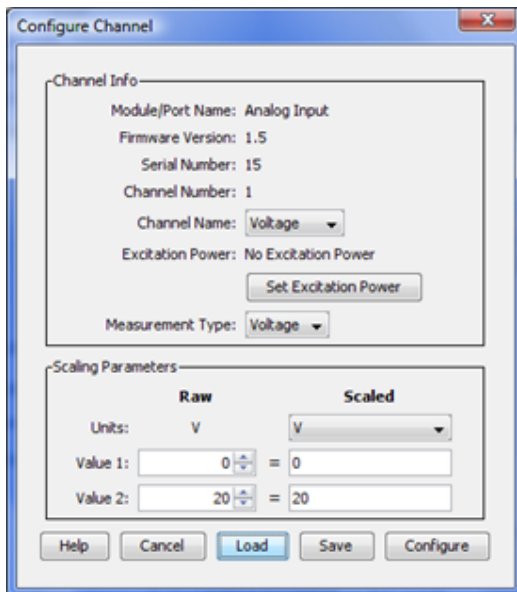 Configure Channel
Channel Info
Module/Port Name: Analog Input
Firmware Version: 1.5
Serial Number: 15
Channel Number: 1
Channel Name: Voltage
Excitation Power: No Excitation Power
Set Excitation Power
Measurement Type: Voltage
Scaling Parameters
Raw Scaled
Units: V V
Value 1: 0 = 0
Value 2: 20 = 20
Help Cancel Load Save Configure